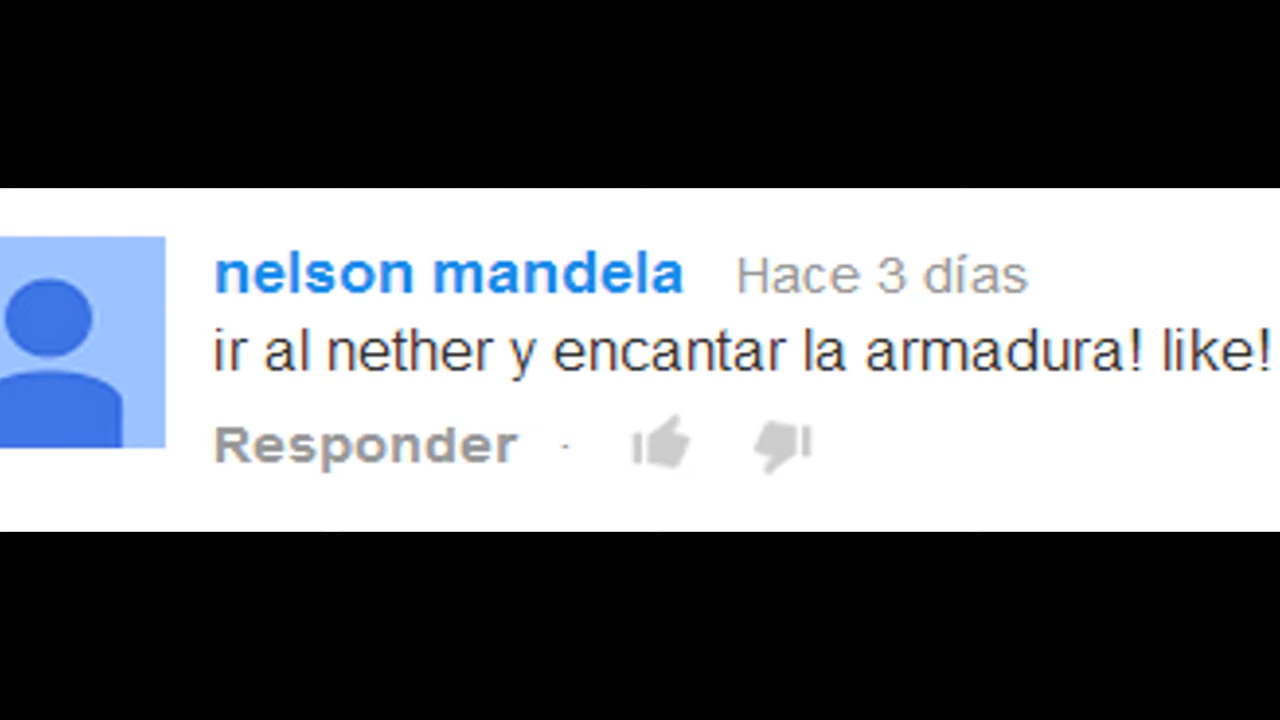 nelson mandela Hace 3 días
ir al nether y encantar la armadura! like!
Responder ·